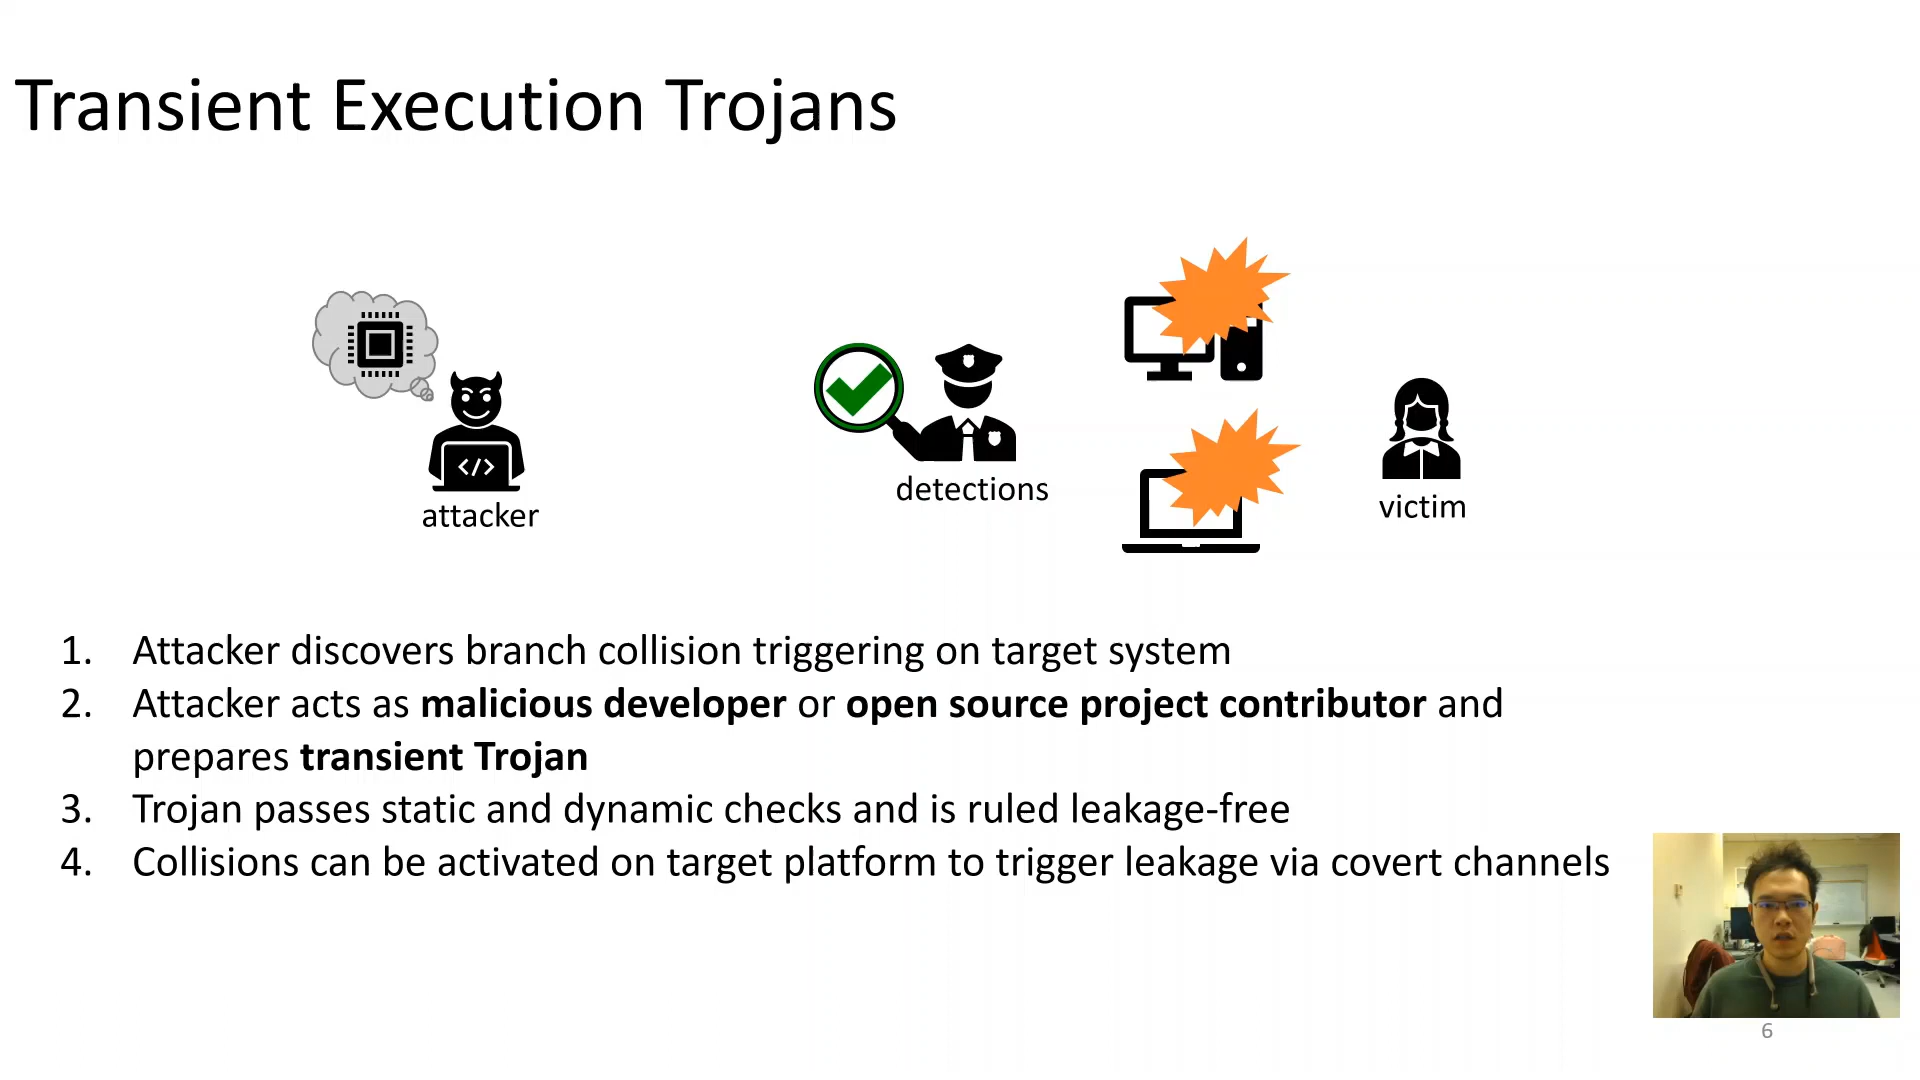 Transient Execution Trojans
</>
attacker
detections
victim
1. Attacker discovers branch collision triggering on target system
2. Attacker acts as malicious developer or open source project contributor and
prepares transient Trojan
3. Trojan passes static and dynamic checks and is ruled leakage-free
4. Collisions can be activated on target platform to trigger leakage via covert channels
6